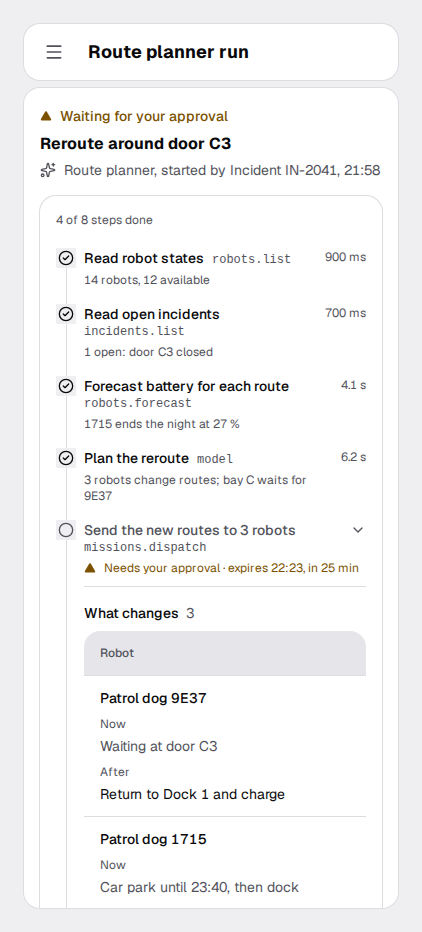 Route planner run
Waiting for your approval
Reroute around door C3
Route planner, started by Incident IN-2041, 21:58
4 of 8 steps done
Read robot states robots.list 900 ms
14 robots, 12 available
Read open incidents 700 ms
incidents.list
1 open: door C3 closed
Forecast battery for each route 4.1 s
robots.forecast
1715 ends the night at 27 %
Plan the reroute model 6.2 s
3 robots change routes; bay C waits for
9E37
Send the new routes to 3 robots
missions.dispatch
Needs your approval · expires 22:23, in 25 min
What changes 3
Robot
Patrol dog 9E37
Now
Waiting at door C3
After
Return to Dock 1 and charge
Patrol dog 1715
Now
Car park until 23:40, then dock